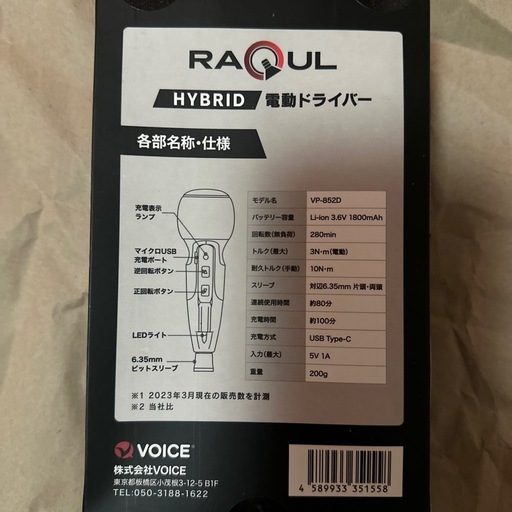 RAQUL
HYBRID 電動ドライバー
各部名称・仕様
充電表示
ランプ
マイクロUSB
充電ポート
逆回転ボタン
正回転ボタン
LEDライト
6.35mm
ビットスリーブ
モデル名 VP-852D
バッテリー容量 Li-ion 3.6V 1800mAh
回転数(無負荷) 280min
トルク(最大) 3N・m(電動)
耐久トルク(手動) 10N・m
スリーブ 対辺6.35mm 片頭・両頭
連続使用時間 約80分
充電時間 約100分
充電方式 USB Type-C
入力(最大) 5V 1A
重量 200g
※1 2023年3月現在の販売数を計測
※2 当社比
VOICE
株式会社VOICE
東京都板橋区小茂根3-12-5 B1F
TEL:050-3188-1622
4 589933 351558